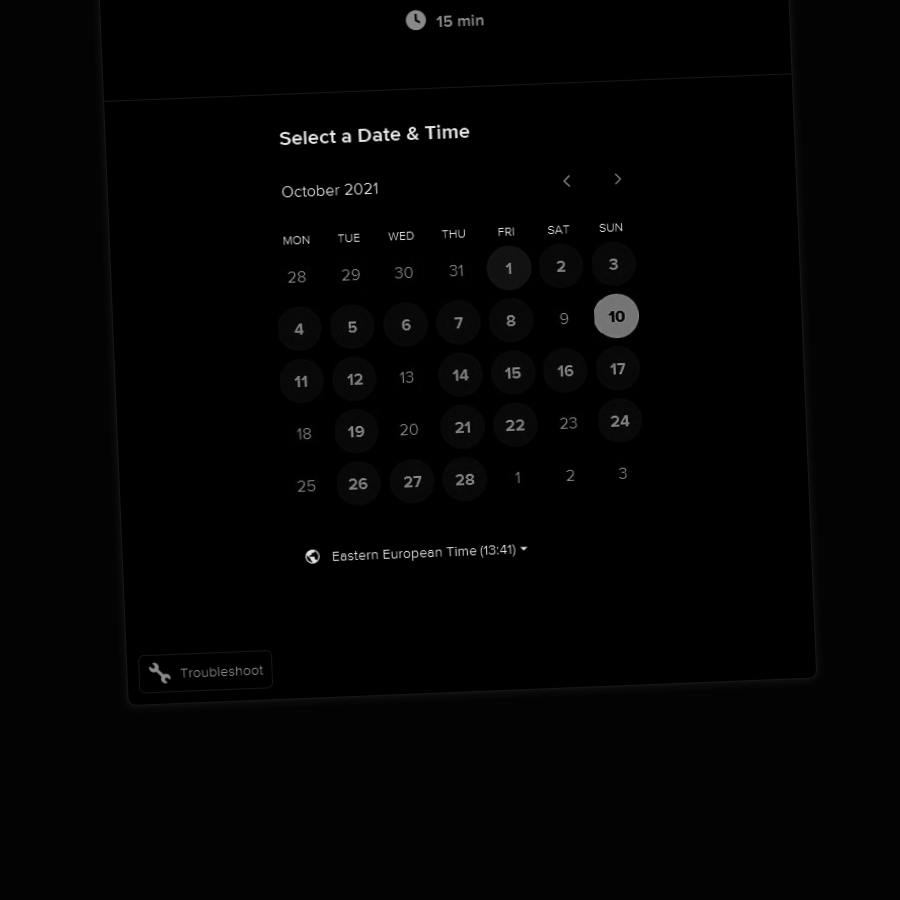 15 min
Select a Date & Time
October 2021
MON TUE WED THU FRI SAT SUN
28 29 30 31 1 2 3
4 5 6 7 8 9 10
11 12 13 14 15 16 17
18 19 20 21 22 23 24
25 26 27 28 1 2 3
Eastern European Time (13:41)
Troubleshoot